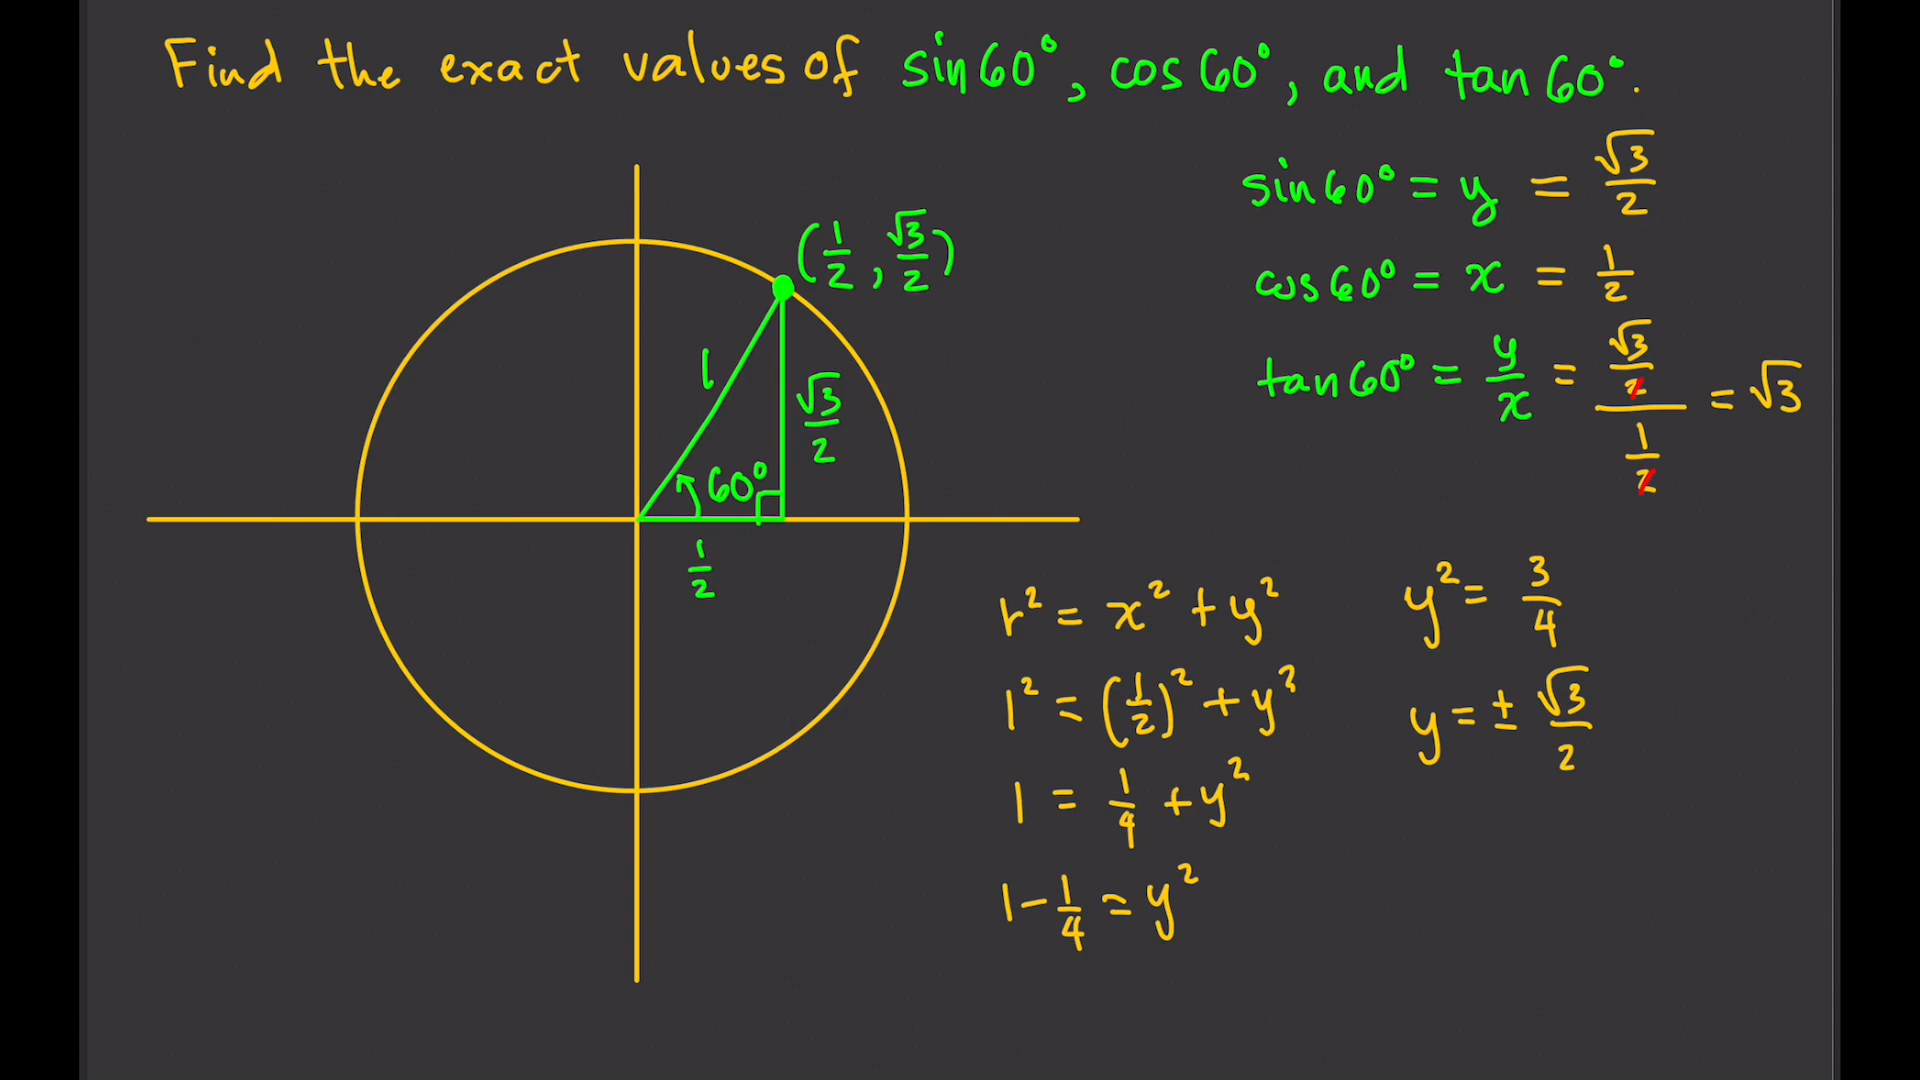 Find the exact values of sin 60°, cos 60°, and tan 60°.
sin 60° = y = √3/2
cos 60° = x = 1/2
tan 60° = y/x = (√3/2)/(1/2) = √3
(1/2, √3/2)
1
√3/2
60°
1/2
r² = x² + y²
1² = (1/2)² + y²
1 = 1/4 + y²
1 - 1/4 = y²
y² = 3/4
y = ± √3/2